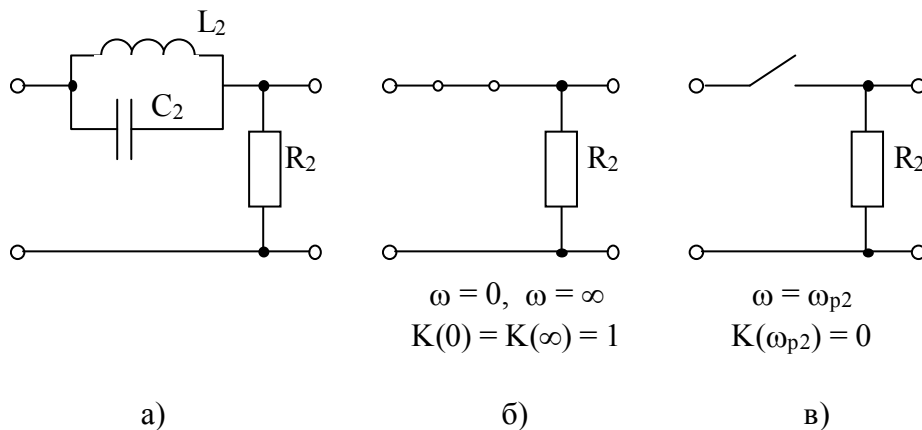 L₂
C₂
R₂
R₂
R₂
ω = 0, ω = ∞
K(0) = K(∞) = 1
ω = ωₚ₂
K(ωₚ₂) = 0
а)
б)
в)